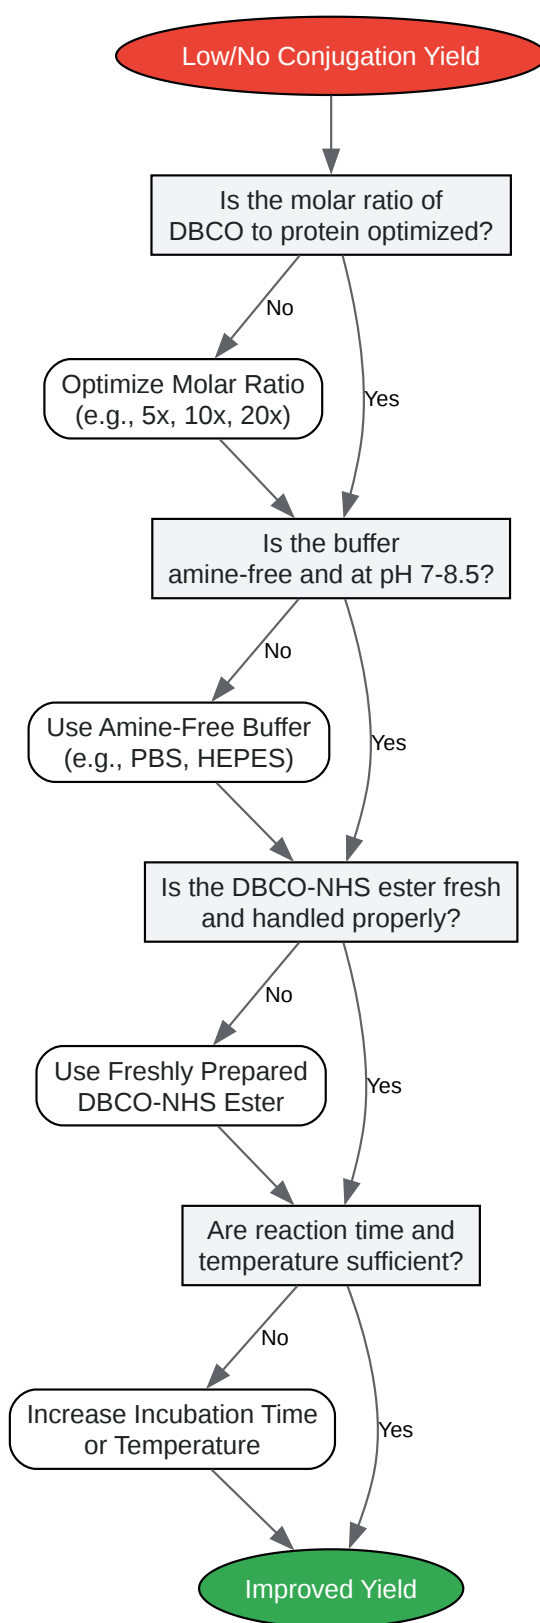 Low/No Conjugation Yield
Is the molar ratio of
DBCO to protein optimized?
No
Optimize Molar Ratio
(e.g., 5x, 10x, 20x)
Yes
Is the buffer
amine-free and at pH 7-8.5?
No
Use Amine-Free Buffer
(e.g., PBS, HEPES)
Yes
Is the DBCO-NHS ester fresh
and handled properly?
No
Use Freshly Prepared
DBCO-NHS Ester
Yes
Are reaction time and
temperature sufficient?
No
Increase Incubation Time
or Temperature
Yes
Improved Yield